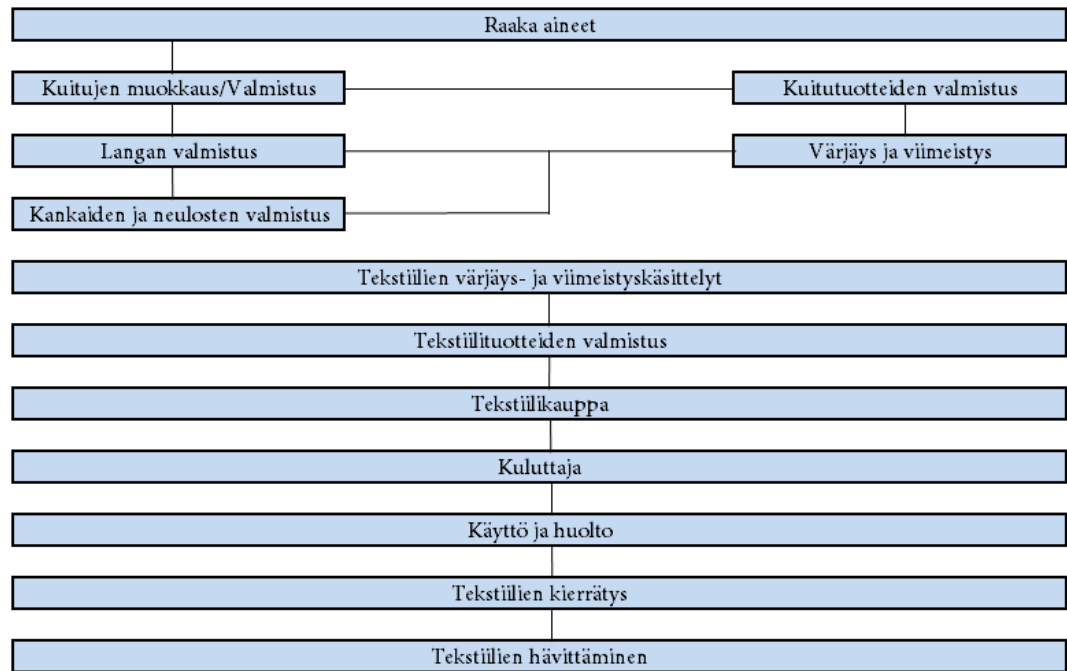 Raaka aineet
Kuitujen muokkaus/Valmistus
Kuitutuotteiden valmistus
Langan valmistus
Värjäys ja viimeistys
Kankaiden ja neulosten valmistus
Tekstiilien värjäys- ja viimeistyskäsittelyt
Tekstiilituotteiden valmistus
Tekstiilikauppa
Kuluttaja
Käyttö ja huolto
Tekstiilien kierrätys
Tekstiilien hävittäminen